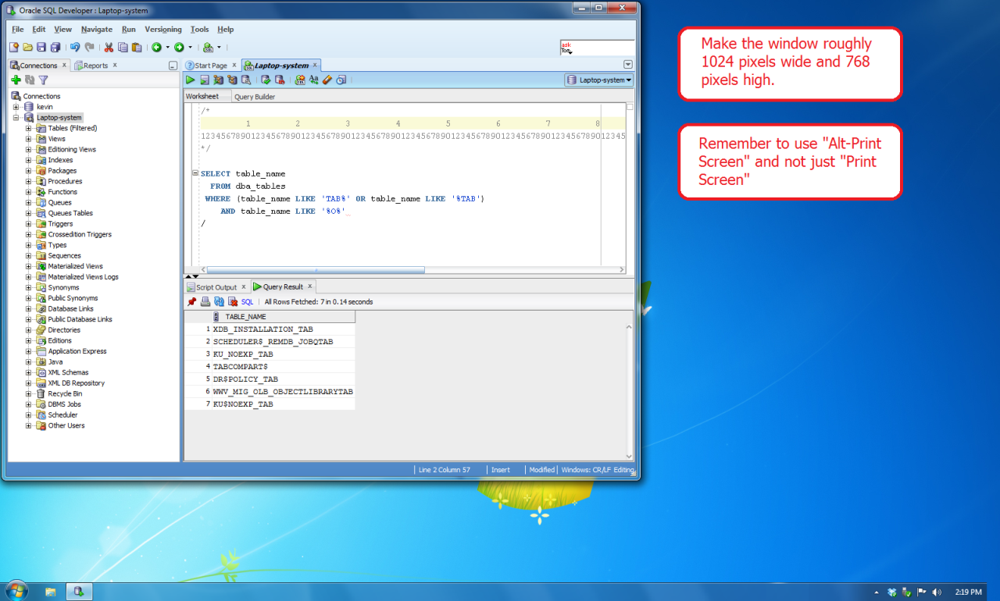 Oracle SQL Developer : Laptop-system
File Edit View Navigate Run Versioning Tools Help
ask
Tom
Connections x Reports x
Start Page x Laptop-system x
Laptop-system
Worksheet Query Builder
Connections
kevin
Laptop-system
Tables (Filtered)
Views
Editioning Views
Indexes
Packages
Procedures
Functions
Queues
Queues Tables
Triggers
Crossedition Triggers
Types
Sequences
Materialized Views
Materialized Views Logs
Synonyms
Public Synonyms
Database Links
Public Database Links
Directories
Editions
Application Express
Java
XML Schemas
XML DB Repository
Recycle Bin
DBMS Jobs
Scheduler
Other Users
/*
1 2 3 4 5 6 7 8
1234567890123456789012345678901234567890123456789012345678901234567890123456789012345
*/
SELECT table_name
FROM dba_tables
WHERE (table_name LIKE 'TAB%' OR table_name LIKE '%TAB')
AND table_name LIKE '%O%'
/
Script Output x Query Result x
SQL | All Rows Fetched: 7 in 0.14 seconds
TABLE_NAME
1 XDB_INSTALLATION_TAB
2 SCHEDULER$_REMDB_JOBQTAB
3 KU_NOEXP_TAB
4 TABCOMPART$
5 DR$POLICY_TAB
6 WWV_MIG_OLB_OBJECTLIBRARYTAB
7 KU$NOEXP_TAB
Line 2 Column 57 | Insert | Modified | Windows: CR/LF Editing
Make the window roughly
1024 pixels wide and 768
pixels high.
Remember to use "Alt-Print
Screen" and not just "Print
Screen"
2:19 PM